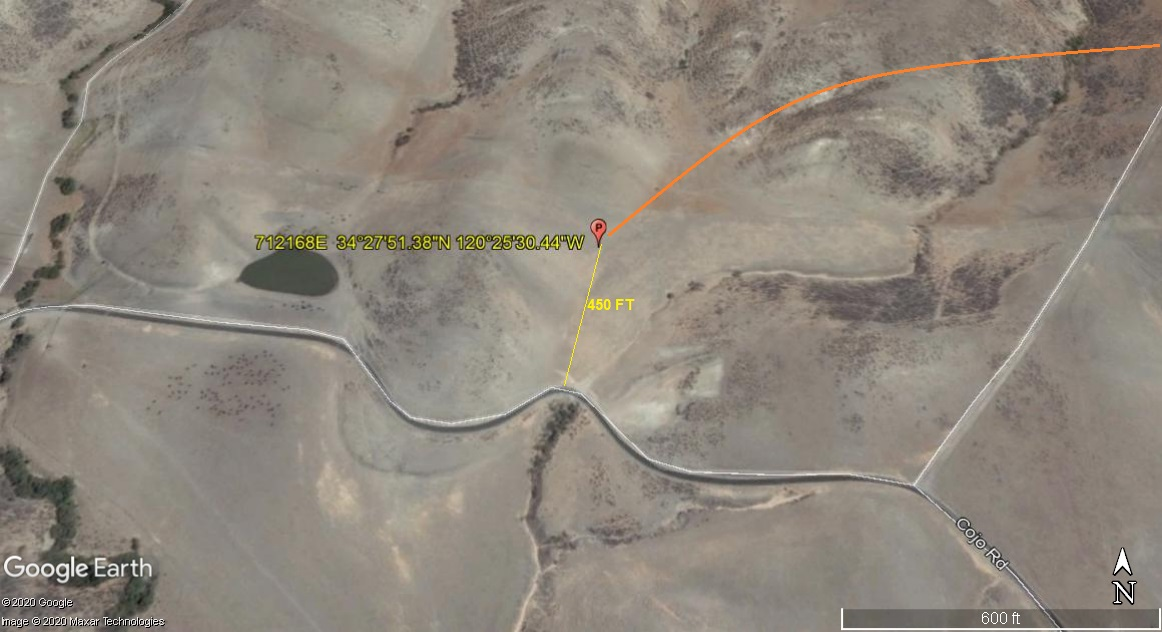 P
712168E 34°27'51.38"N 120°25'30.44"W
450 FT
Cojo Rd
Google Earth
©2020 Google
Image © 2020 Maxar Technologies
N
600 ft